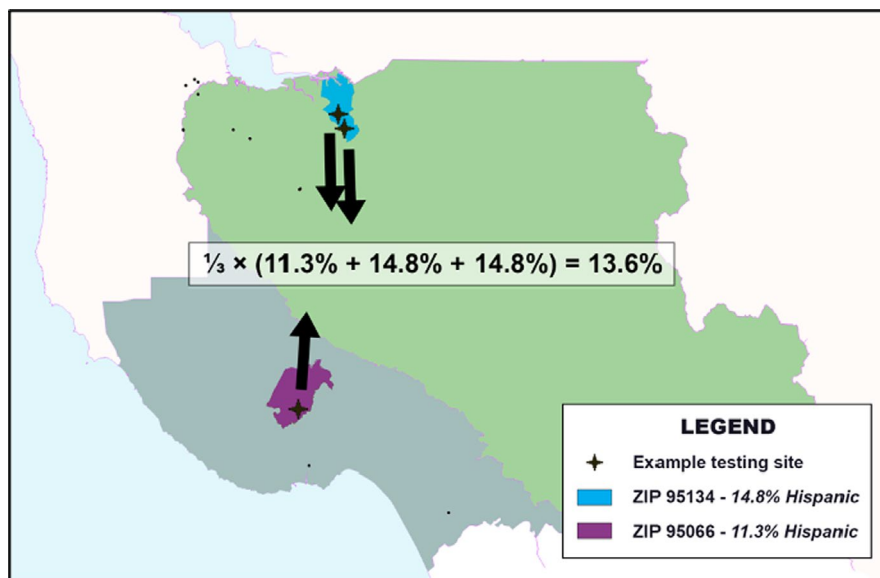 ⅓ × (11.3% + 14.8% + 14.8%) = 13.6%
LEGEND
Example testing site
ZIP 95134 - 14.8% Hispanic
ZIP 95066 - 11.3% Hispanic